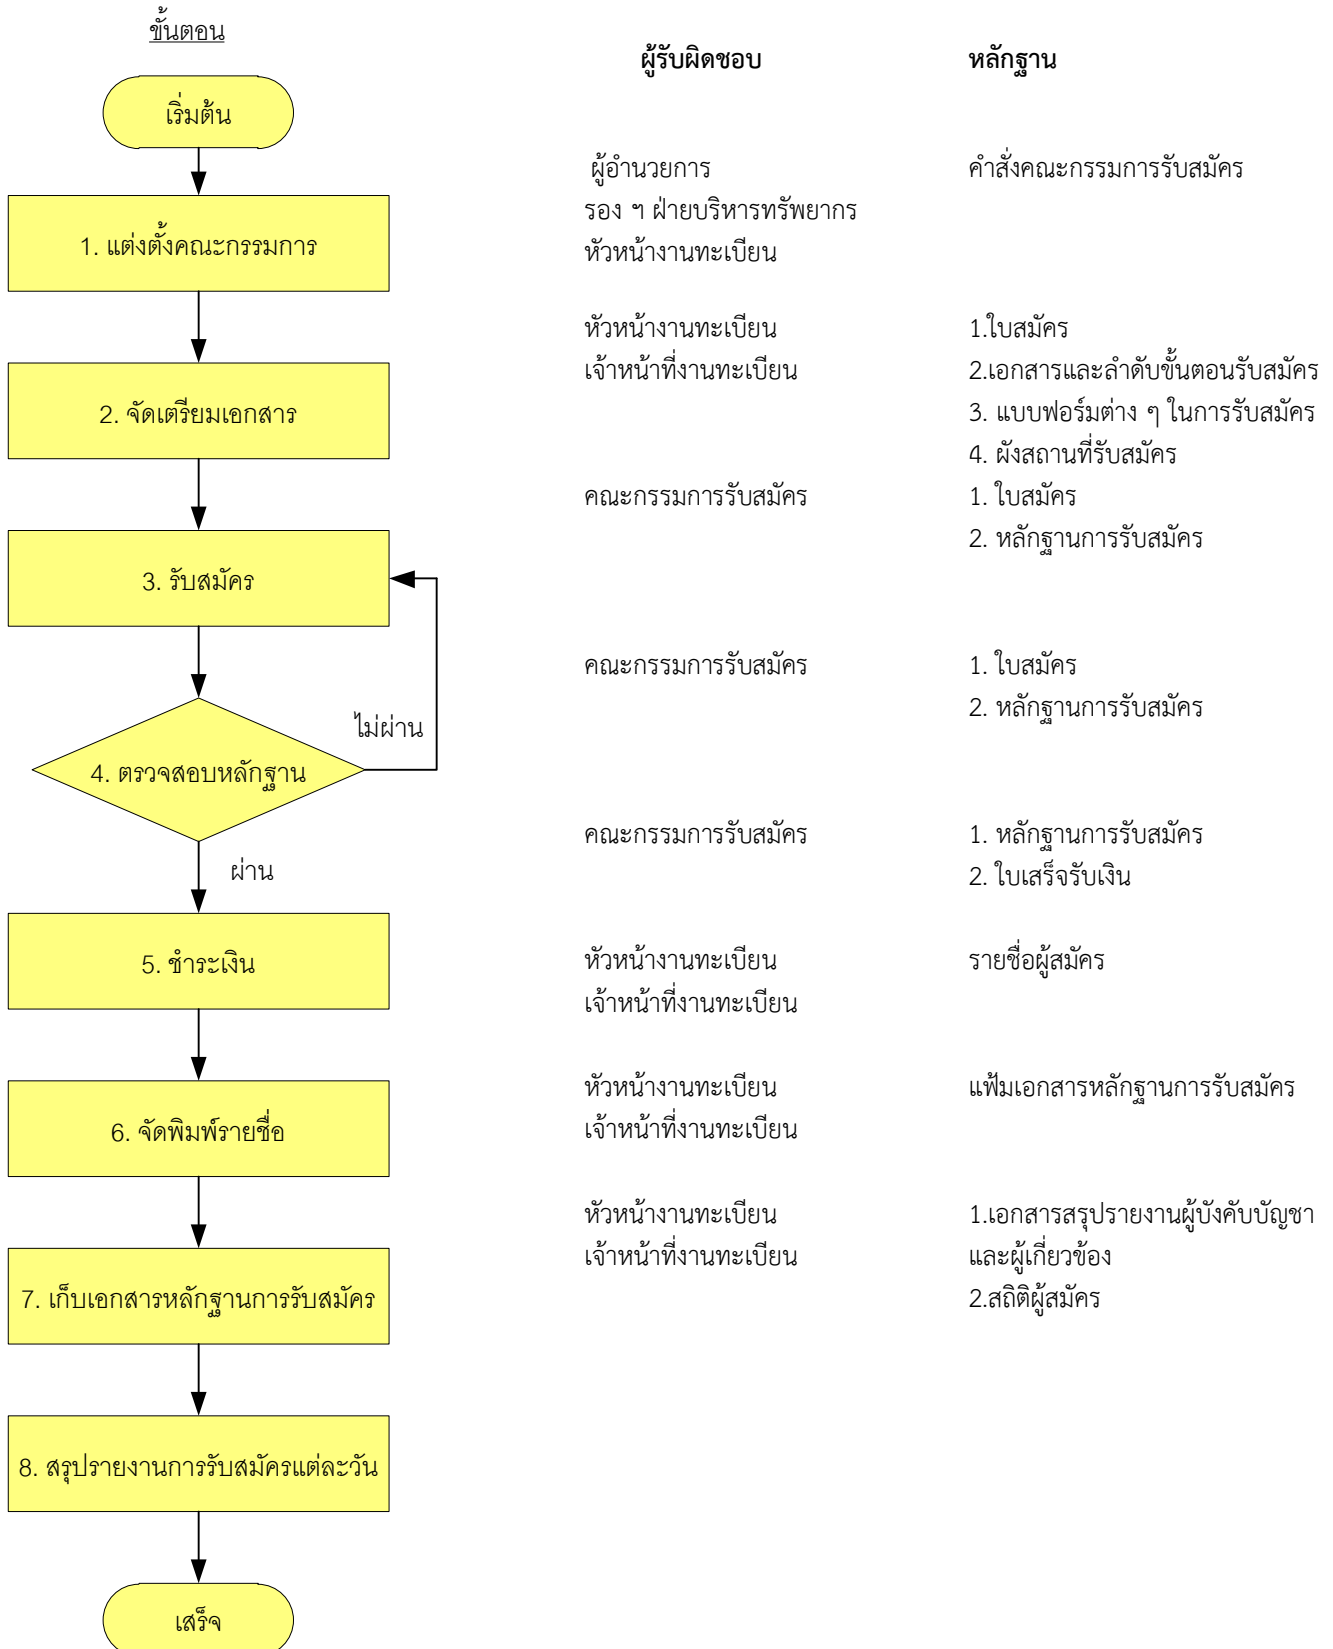 ขั้นตอน
ผู้รับผิดชอบ
หลักฐาน
เริ่มต้น
ผู้อำนวยการ
คำสั่งคณะกรรมการรับสมัคร
รอง ฯ ฝ่ายบริหารทรัพยากร
1. แต่งตั้งคณะกรรมการ
หัวหน้างานทะเบียน
หัวหน้างานทะเบียน
1.ใบสมัคร
เจ้าหน้าที่งานทะเบียน
2.เอกสารและลำดับขั้นตอนรับสมัคร
2. จัดเตรียมเอกสาร
3. แบบฟอร์มต่าง ๆ ในการรับสมัคร
4. ผังสถานที่รับสมัคร
คณะกรรมการรับสมัคร
1. ใบสมัคร
2. หลักฐานการรับสมัคร
3. รับสมัคร
คณะกรรมการรับสมัคร
1. ใบสมัคร
2. หลักฐานการรับสมัคร
ไม่ผ่าน
4. ตรวจสอบหลักฐาน
คณะกรรมการรับสมัคร
1. หลักฐานการรับสมัคร
ผ่าน
2. ใบเสร็จรับเงิน
5. ชำระเงิน
หัวหน้างานทะเบียน
รายชื่อผู้สมัคร
เจ้าหน้าที่งานทะเบียน
หัวหน้างานทะเบียน
แฟ้มเอกสารหลักฐานการรับสมัคร
6. จัดพิมพ์รายชื่อ
เจ้าหน้าที่งานทะเบียน
หัวหน้างานทะเบียน
1.เอกสารสรุปรายงานผู้บังคับบัญชา
เจ้าหน้าที่งานทะเบียน
และผู้เกี่ยวข้อง
7. เก็บเอกสารหลักฐานการรับสมัคร
2.สถิติผู้สมัคร
8. สรุปรายงานการรับสมัครแต่ละวัน
เสร็จ